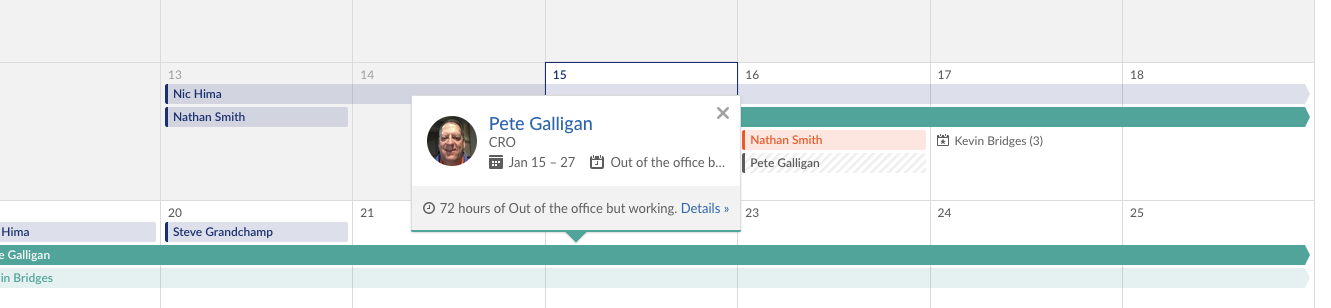 13
14
15
16
17
18
Nic Hima
Nathan Smith
Pete Galligan
CRO
Jan 15 – 27 Out of the office b...
72 hours of Out of the office but working. Details »
Nathan Smith
Kevin Bridges (3)
Pete Galligan
20
21
23
24
25
Hima
Steve Grandchamp
e Galligan
in Bridges